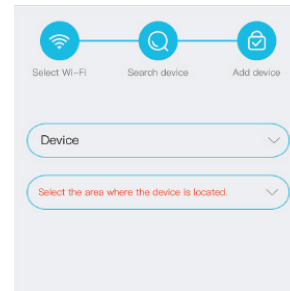 Select Wi-Fi
Search device
Add device
Device
Select the area where the device is located.